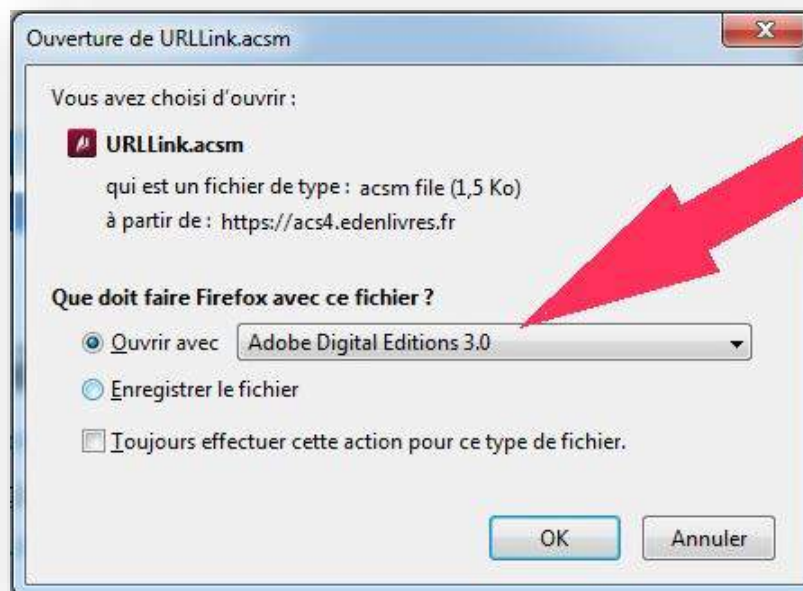 Ouverture de URLLink.acsm
Vous avez choisi d'ouvrir :
URLLink.acsm
qui est un fichier de type : acsm file (1,5 Ko)
à partir de : https://acs4.edenlivres.fr
Que doit faire Firefox avec ce fichier ?
Ouvrir avec Adobe Digital Editions 3.0
Enregistrer le fichier
Toujours effectuer cette action pour ce type de fichier.
OK Annuler